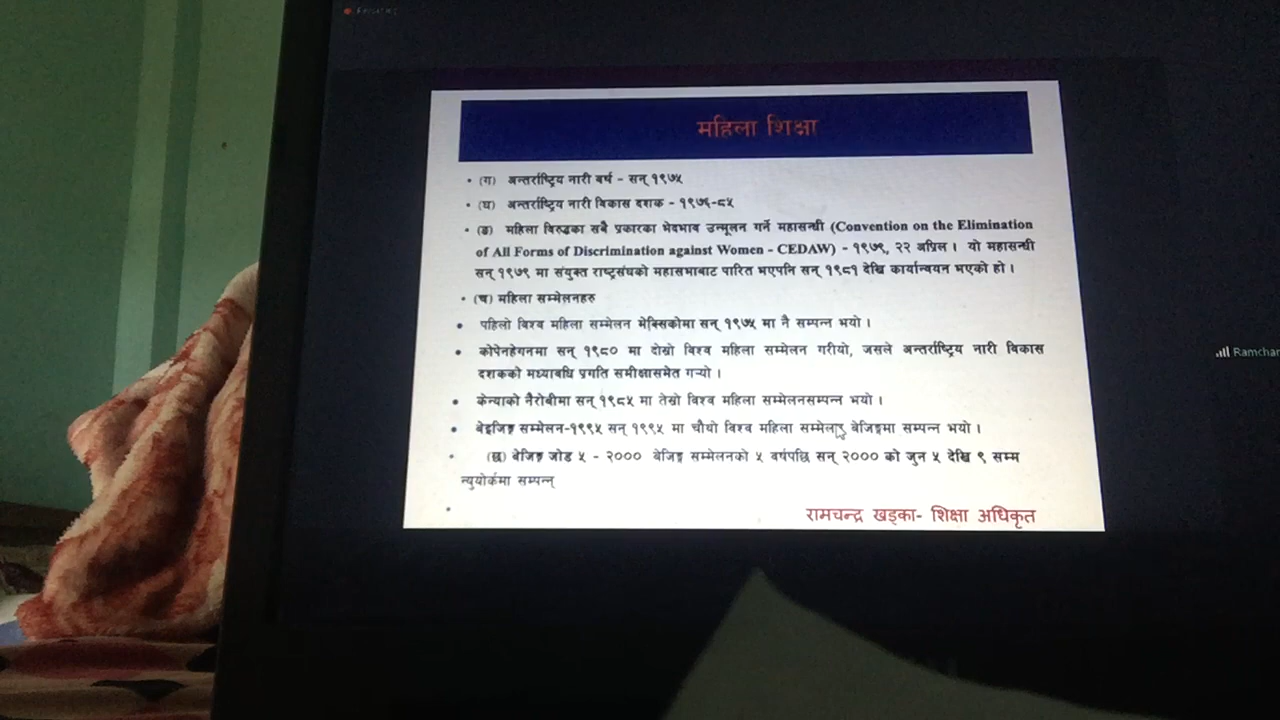 महिला शिक्षा
• (ग) अन्तर्राष्ट्रिय नारी वर्ष - सन् १९७५
• (घ) अन्तर्राष्ट्रिय नारी विकास दशक - १९७६-८५
• (ङ) महिला विरुद्धका सबै प्रकारका भेदभाव उन्मूलन गर्ने महासन्धी (Convention on the Elimination
of All Forms of Discrimination against Women - CEDAW) - १९७९, २२ अप्रिल । यो महासन्धी
सन् १९७९ मा संयुक्त राष्ट्रसंघको महासभाबाट पारित भएपनि सन् १९८१ देखि कार्यान्वयन भएको हो ।
• (च) महिला सम्मेलनहरु
• पहिलो विश्व महिला सम्मेलन मेक्सिकोमा सन् १९७५ मा नै सम्पन्न भयो ।
• कोपेनहेगनमा सन् १९८० मा दोस्रो विश्व महिला सम्मेलन गरीयो, जसले अन्तर्राष्ट्रिय नारी विकास
दशकको मध्यावधि प्रगति समीक्षासमेत गऱ्यो ।
• केन्याको नैरोबीमा सन् १९८५ मा तेस्रो विश्व महिला सम्मेलनसम्पन्न भयो ।
• बेइजिङ्ग सम्मेलन-१९९५ सन् १९९५ मा चौथो विश्व महिला सम्मेलन बेजिङ्गमा सम्पन्न भयो ।
• (छ) बेजिङ्ग जोड ५ - २००० बेजिङ्ग सम्मेलनको ५ वर्षपछि सन् २००० को जुन ५ देखि ९ सम्म
न्युयोर्कमा सम्पन्न्
रामचन्द्र खड्का- शिक्षा अधिकृत
Ramchan